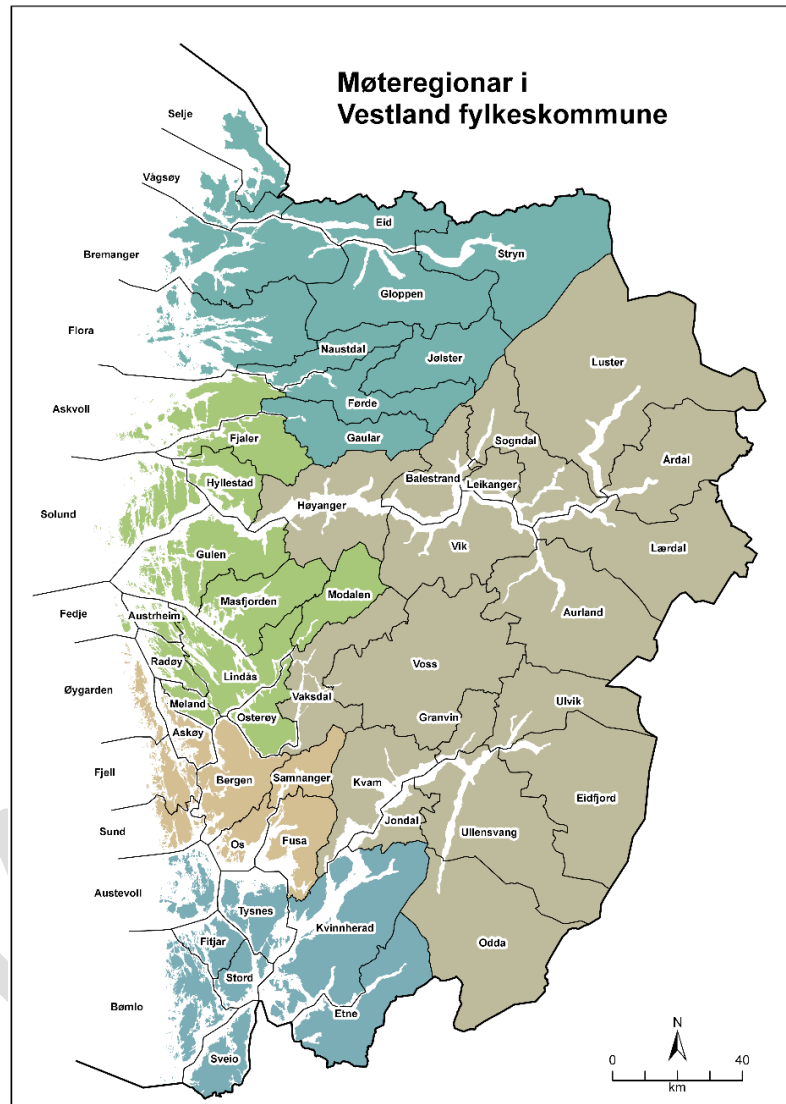 Møteregionar i
Vestland fylkeskommune
Selje
Vågsøy
Eid
Bremanger
Stryn
Gloppen
Flora
Naustdal
Jølster
Luster
Førde
Askvoll
Fjaler
Gaular
Sogndal
Årdal
Balestrand
Leikanger
Hyllestad
Høyanger
Solund
Vik
Lærdal
Gulen
Masfjorden
Modalen
Aurland
Fedje
Austrheim
Radøy
Voss
Lindås
Øygarden
Meland
Vaksdal
Ulvik
Osterøy
Granvin
Askøy
Fjell
Bergen
Samnanger
Kvam
Eidfjord
Jondal
Sund
Os
Fusa
Ullensvang
Austevoll
Tysnes
Kvinnherad
Fitjar
Odda
Stord
Bømlo
Etne
Sveio
N
0 40
km